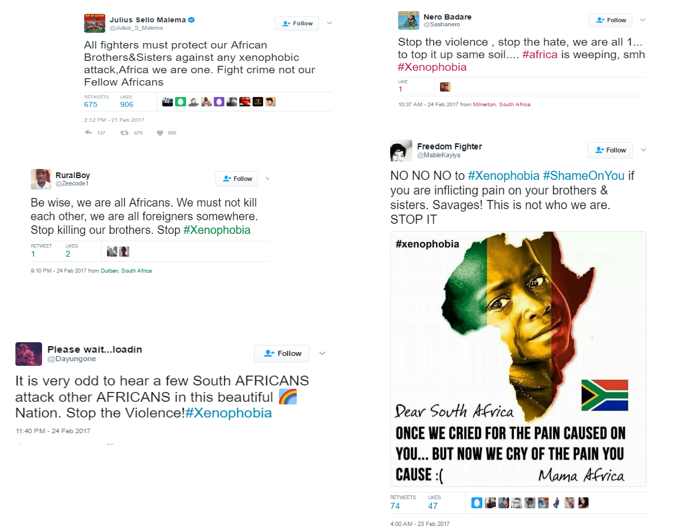 Julius Sello Malema
@Julius_S_Malema
Follow
All fighters must protect our African
Brothers&Sisters against any xenophobic
attack,Africa we are one. Fight crime not our
Fellow Africans
RETWEETS LIKES
675 906
2:12 PM - 21 Feb 2017
137 675 906
RuralBoy
@Zeecode1
Follow
Be wise, we are all Africans. We must not kill
each other, we are all foreigners somewhere.
Stop killing our brothers. Stop #Xenophobia
RETWEET LIKES
1 2
9:10 PM - 24 Feb 2017 from Durban, South Africa
Please wait...loadin
@Dayungone
Follow
It is very odd to hear a few South AFRICANS
attack other AFRICANS in this beautiful
Nation. Stop the Violence!#Xenophobia
11:40 PM - 24 Feb 2017
Nero Badare
@Sashanero
Follow
Stop the violence , stop the hate, we are all 1...
to top it up same soil.... #africa is weeping, smh
#Xenophobia
LIKE
1
10:37 AM - 24 Feb 2017 from Milnerton, South Africa
Freedom Fighter
@MableKayiya
Follow
NO NO NO to #Xenophobia #ShameOnYou if
you are inflicting pain on your brothers &
sisters. Savages! This is not who we are.
STOP IT
#xenophobia
Dear South Africa
ONCE WE CRIED FOR THE PAIN CAUSED ON
YOU... BUT NOW WE CRY OF THE PAIN YOU
CAUSE :( Mama Africa
RETWEETS LIKES
74 47
4:00 AM - 23 Feb 2017